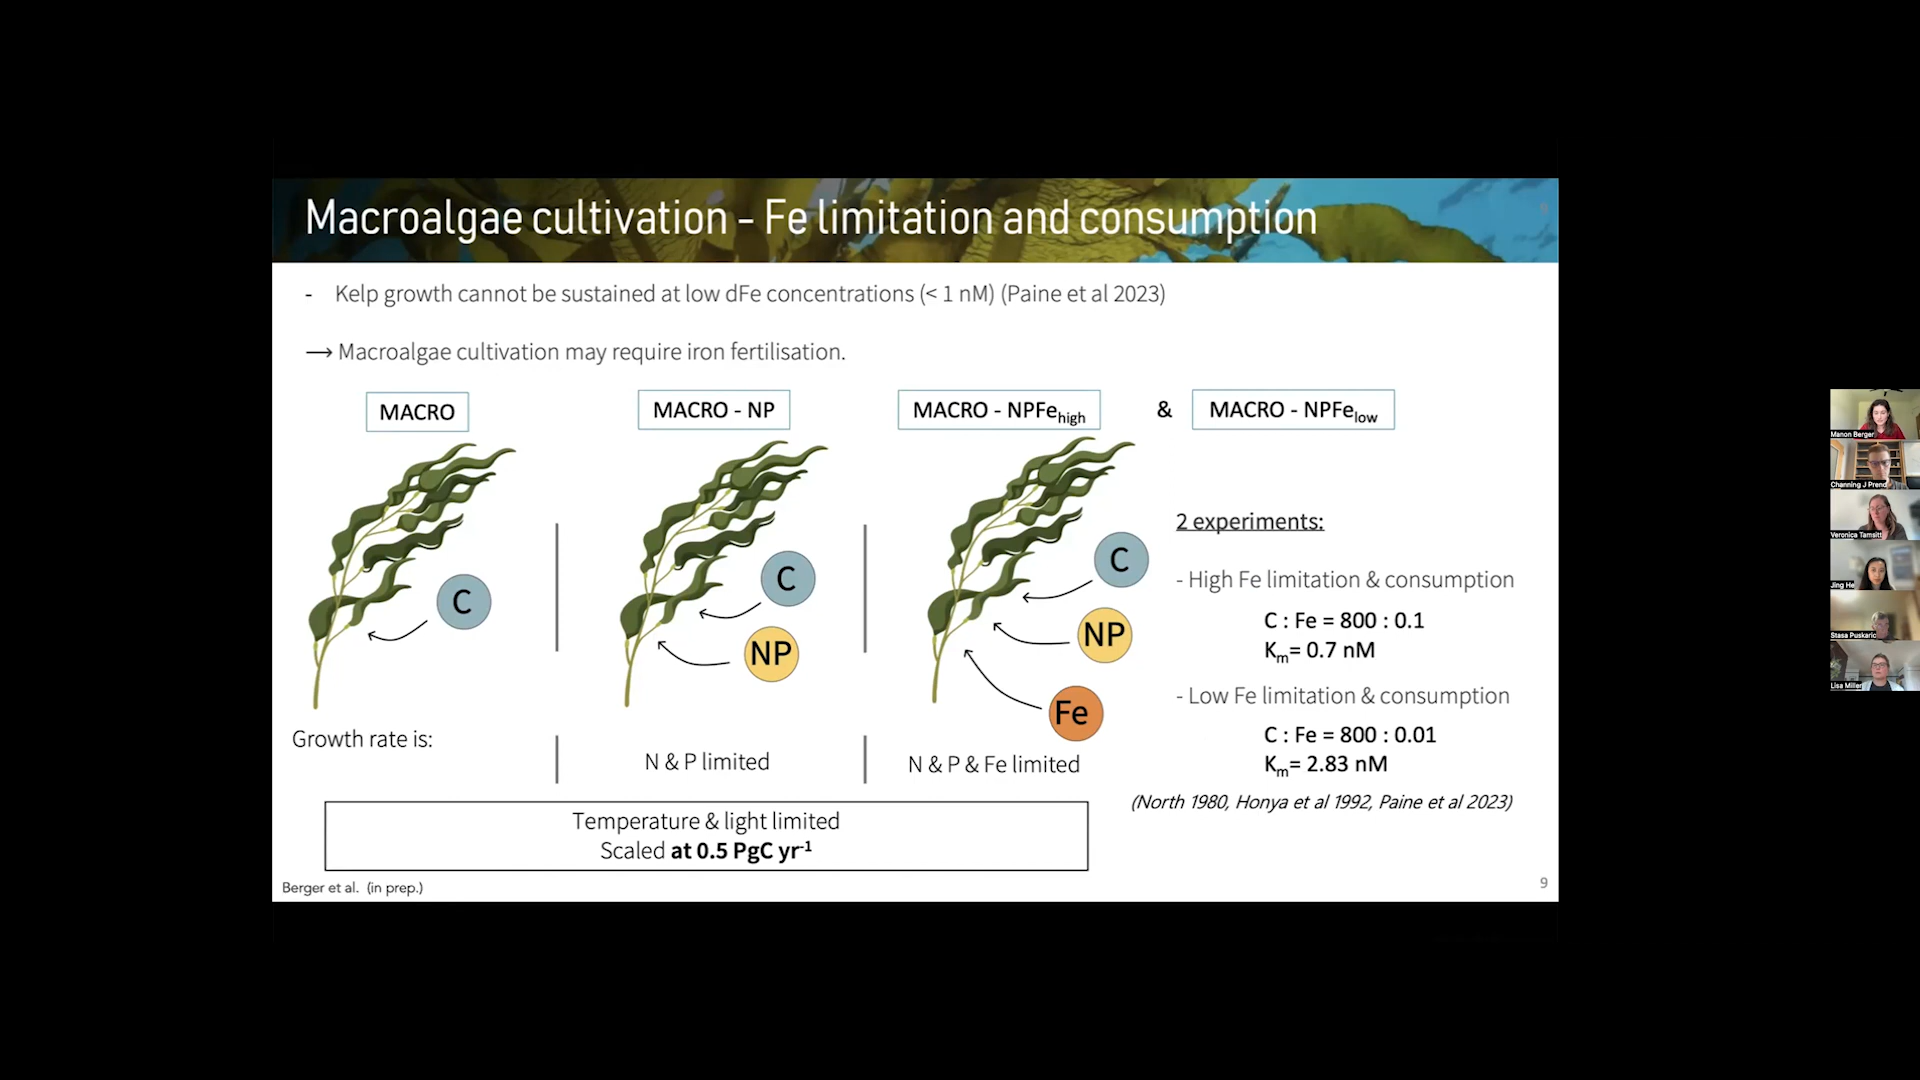 Macroalgae cultivation - Fe limitation and consumption
- Kelp growth cannot be sustained at low dFe concentrations (< 1 nM) (Paine et al 2023)
→ Macroalgae cultivation may require iron fertilisation.
MACRO
MACRO - NP
MACRO - NPFehigh
&
MACRO - NPFelow
C
C
NP
C
NP
Fe
2 experiments:
- High Fe limitation & consumption
C : Fe = 800 : 0.1
Km= 0.7 nM
- Low Fe limitation & consumption
C : Fe = 800 : 0.01
Km= 2.83 nM
(North 1980, Honya et al 1992, Paine et al 2023)
Growth rate is:
N & P limited
N & P & Fe limited
Temperature & light limited
Scaled at 0.5 PgC yr-1
Berger et al. (in prep.)
9
Manon Berger
Channing J Prend
Veronica Tamsitt
Jing He
Stasa Puskaric
Lisa Miller